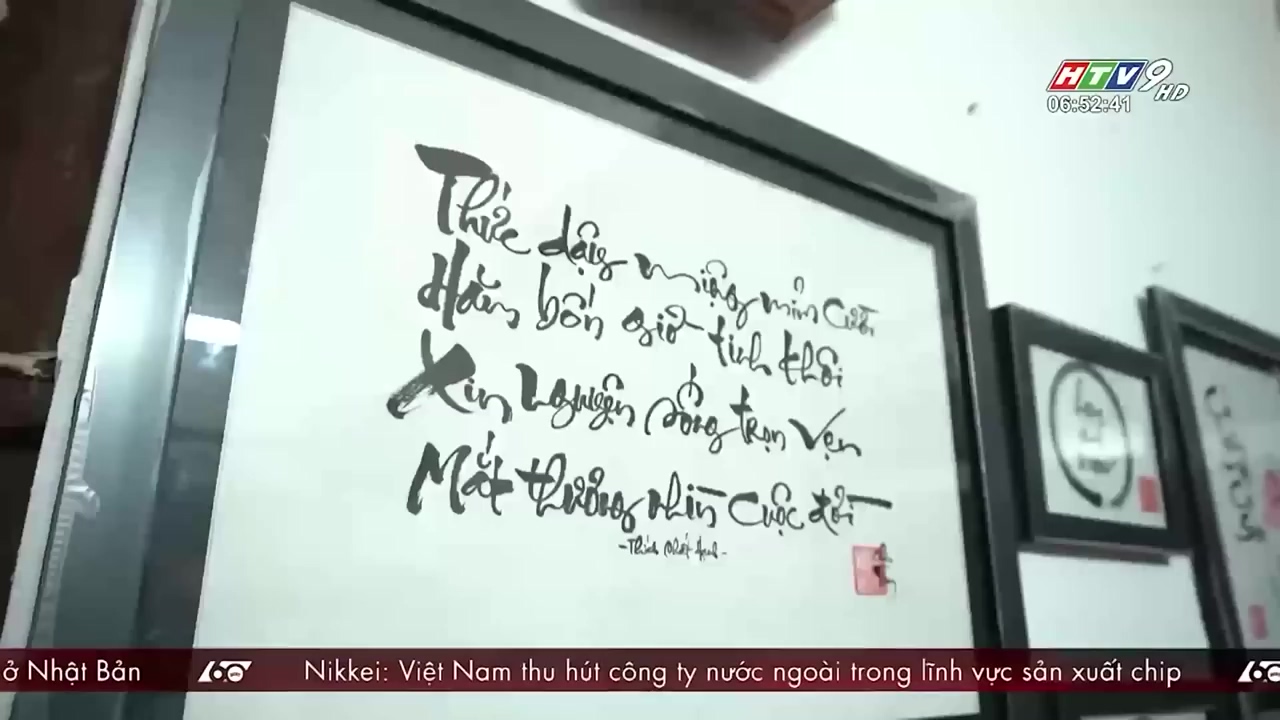 HTV9 HD
06:52:41
Thức dậy miệng mỉm cười
Hăm bốn giờ tinh khôi
Xin nguyện sống trọn vẹn
Mắt thương nhìn cuộc đời
-Thích Nhất Hạnh-
ở Nhật Bản
60
Nikkei: Việt Nam thu hút công ty nước ngoài trong lĩnh vực sản xuất chip